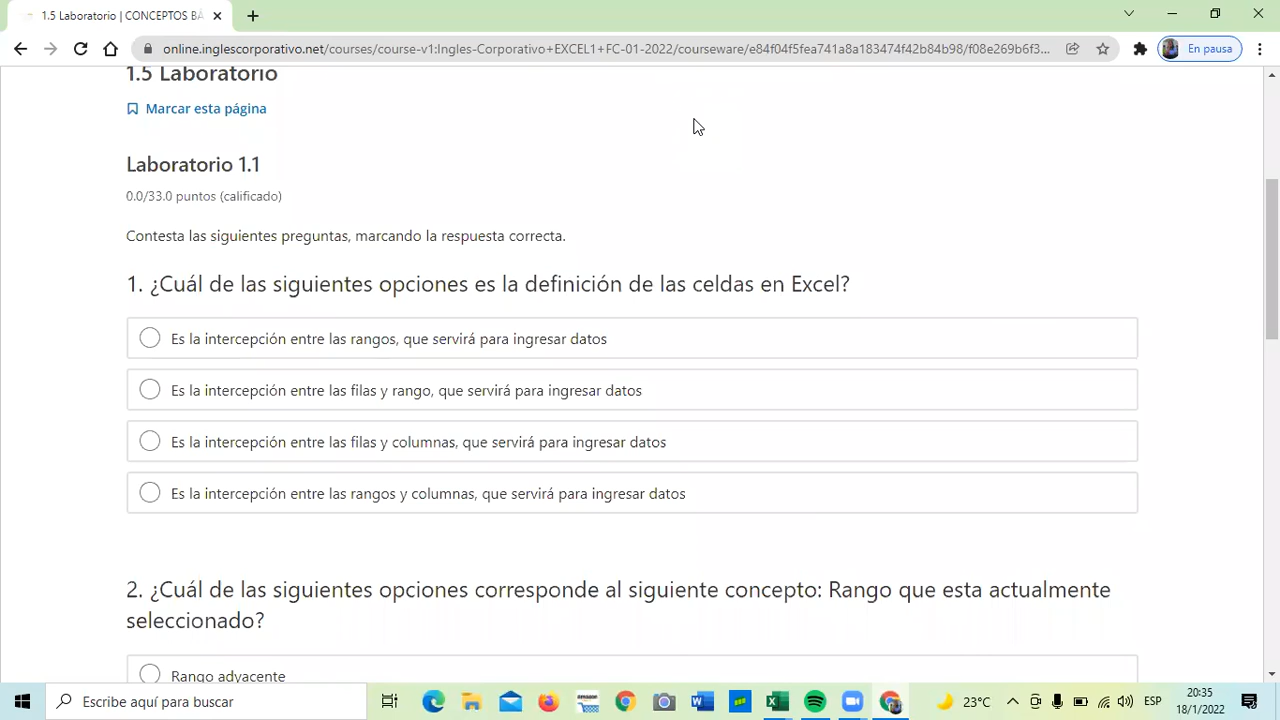 1.5 Laboratorio | CONCEPTOS BÁ
online.inglescorporativo.net/courses/course-v1:Ingles-Corporativo+EXCEL1+FC-01-2022/courseware/e84f04f5fea741a8a183474f42b84b98/f08e269b6f3...
En pausa
1.5 Laboratorio
Marcar esta página
Laboratorio 1.1
0.0/33.0 puntos (calificado)
Contesta las siguientes preguntas, marcando la respuesta correcta.
1. ¿Cuál de las siguientes opciones es la definición de las celdas en Excel?
Es la intercepción entre las rangos, que servirá para ingresar datos
Es la intercepción entre las filas y rango, que servirá para ingresar datos
Es la intercepción entre las filas y columnas, que servirá para ingresar datos
Es la intercepción entre las rangos y columnas, que servirá para ingresar datos
2. ¿Cuál de las siguientes opciones corresponde al siguiente concepto: Rango que esta actualmente
seleccionado?
Rango adyacente
Escribe aquí para buscar
amazon
23°C
ESP
20:35
18/1/2022